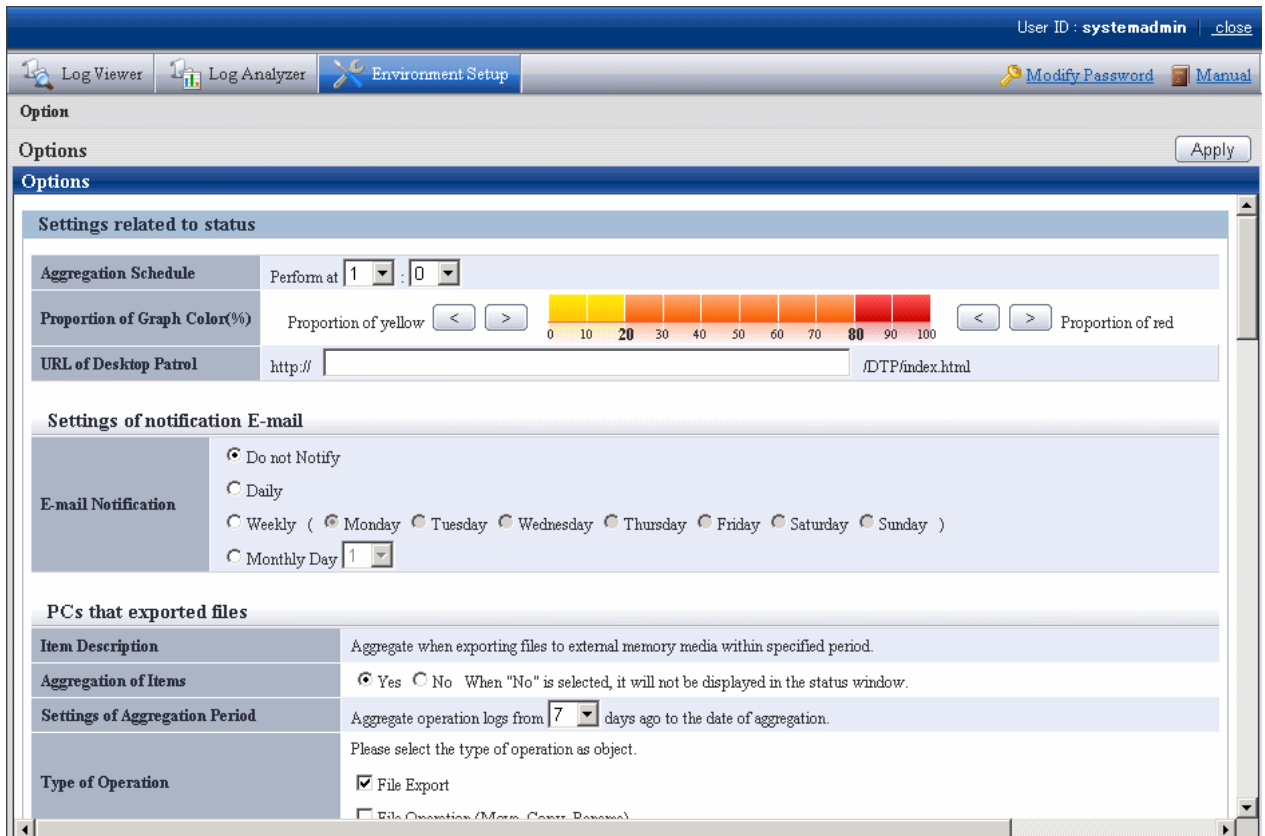 User ID : systemadmin | close
Log Viewer Log Analyzer Environment Setup Modify Password Manual
Option
Options Apply
Options
Settings related to status
Aggregation Schedule Perform at 1 : 0
Proportion of Graph Color(%) Proportion of yellow < > < > Proportion of red
0 10 20 30 40 50 60 70 80 90 100
URL of Desktop Patrol http:// /DTP/index.html
Settings of notification E-mail
Do not Notify
Daily
E-mail Notification
Weekly ( Monday Tuesday Wednesday Thursday Friday Saturday Sunday )
Monthly Day 1
PCs that exported files
Item Description Aggregate when exporting files to external memory media within specified period.
Aggregation of Items Yes No When "No" is selected, it will not be displayed in the status window.
Settings of Aggregation Period Aggregate operation logs from 7 days ago to the date of aggregation.
Please select the type of operation as object.
Type of Operation File Export
File Operation (Move, Copy, Rename)